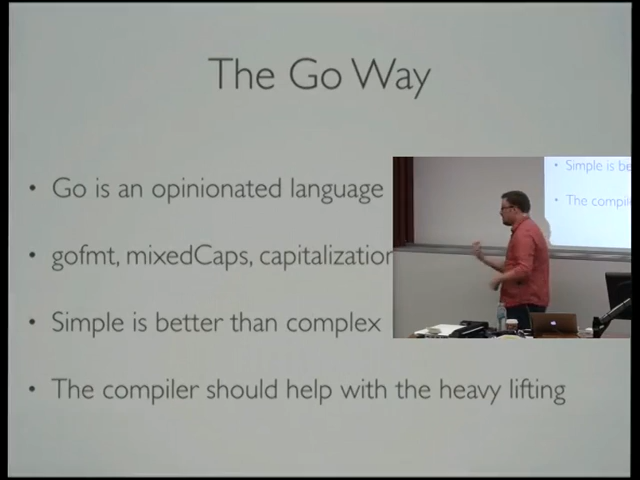 The Go Way
• Go is an opinionated language
• gofmt, mixedCaps, capitalization
• Simple is better than complex
• The compiler should help with the heavy lifting
• Simple is be
• The compile